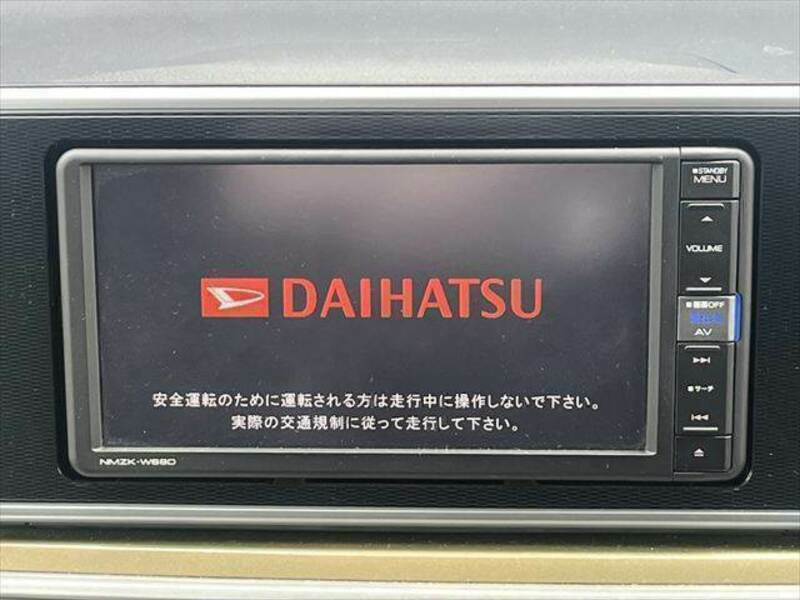 DAIHATSU
安全運転のために運転される方は走行中に操作しないで下さい。
実際の交通規制に従って走行して下さい。
NMZK-W68D
■STANDBY
MENU
VOLUME
■画面OFF
AV
■サーチ